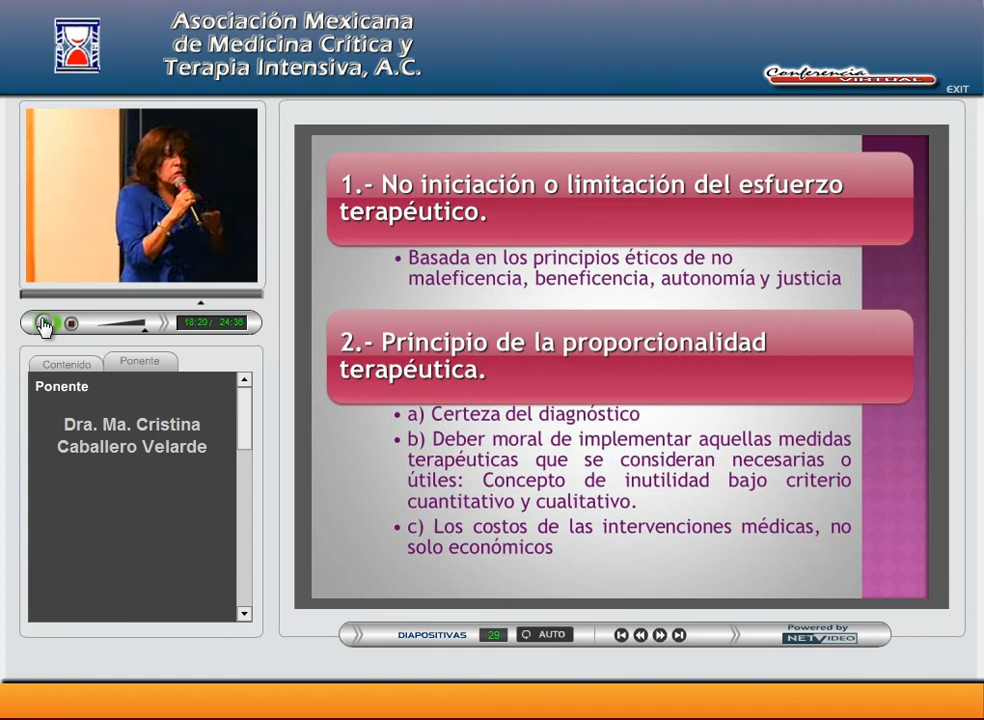 Asociación Mexicana
de Medicina Crítica y
Terapia Intensiva, A.C.
Conferencia
VIRTUAL
EXIT
18:20/ 24:36
Contenido
Ponente
Ponente
Dra. Ma. Cristina
Caballero Velarde
1.- No iniciación o limitación del esfuerzo
terapéutico.
• Basada en los principios éticos de no
maleficencia, beneficencia, autonomía y justicia
2.- Principio de la proporcionalidad
terapéutica.
• a) Certeza del diagnóstico
• b) Deber moral de implementar aquellas medidas
terapéuticas que se consideran necesarias o
útiles: Concepto de inutilidad bajo criterio
cuantitativo y cualitativo.
• c) Los costos de las intervenciones médicas, no
solo económicos
DIAPOSITIVAS
29
AUTO
Powered by
NETVIDEO